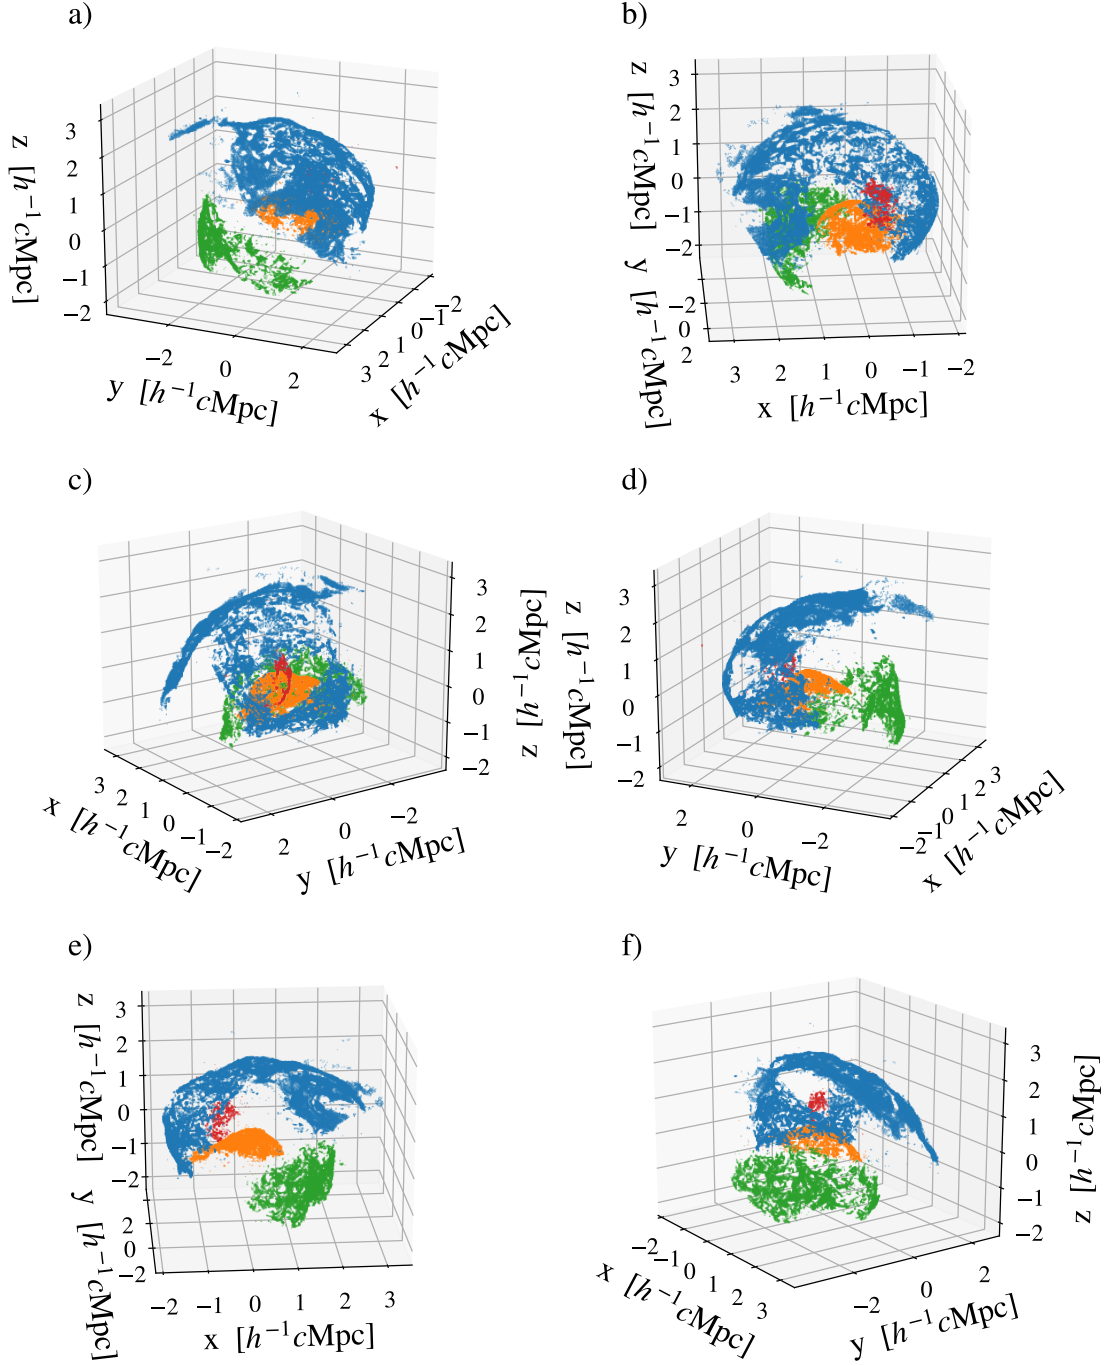 a)
z [h⁻¹cMpc]
3
2
1
0
−1
−2
−2
0
2
y [h⁻¹cMpc]
3 2 1 0 −1 −2
x [h⁻¹cMpc]
b)
z [h⁻¹cMpc]
3
2
1
0
−1
−2
y [h⁻¹cMpc]
−2
0
2
3 2 1 0 −1 −2
x [h⁻¹cMpc]
c)
z [h⁻¹cMpc]
3
2
1
0
−1
−2
3 2 1 0 −1 −2
x [h⁻¹cMpc]
2 0 −2
y [h⁻¹cMpc]
d)
z [h⁻¹cMpc]
3
2
1
0
−1
−2
2 0 −2
y [h⁻¹cMpc]
−2 −1 0 1 2 3
x [h⁻¹cMpc]
e)
z [h⁻¹cMpc]
3
2
1
0
−1
−2
y [h⁻¹cMpc]
2
0
−2
−2 −1 0 1 2 3
x [h⁻¹cMpc]
f)
z [h⁻¹cMpc]
3
2
1
0
−1
−2
−2 −1 0 1 2 3
x [h⁻¹cMpc]
−2 0 2
y [h⁻¹cMpc]